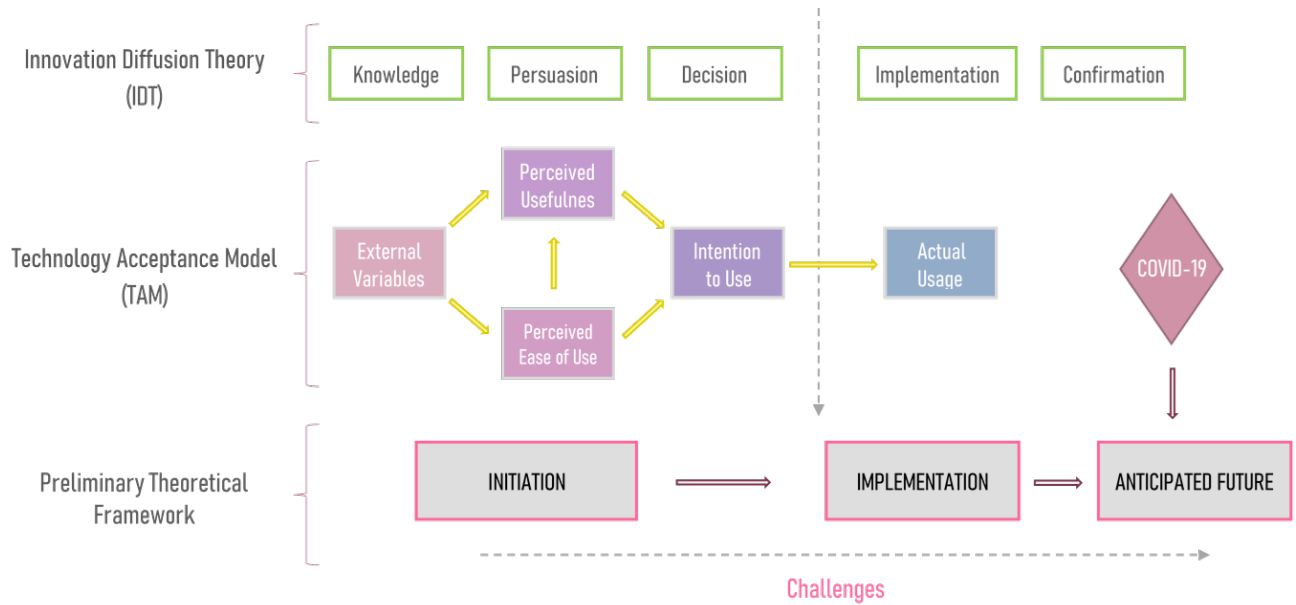 Innovation Diffusion Theory
(IDT)
Knowledge
Persuasion
Decision
Implementation
Confirmation
Technology Acceptance Model
(TAM)
External
Variables
Perceived
Usefulnes
Perceived
Ease of Use
Intention
to Use
Actual
Usage
COVID-19
Preliminary Theoretical
Framework
INITIATION
IMPLEMENTATION
ANTICIPATED FUTURE
Challenges